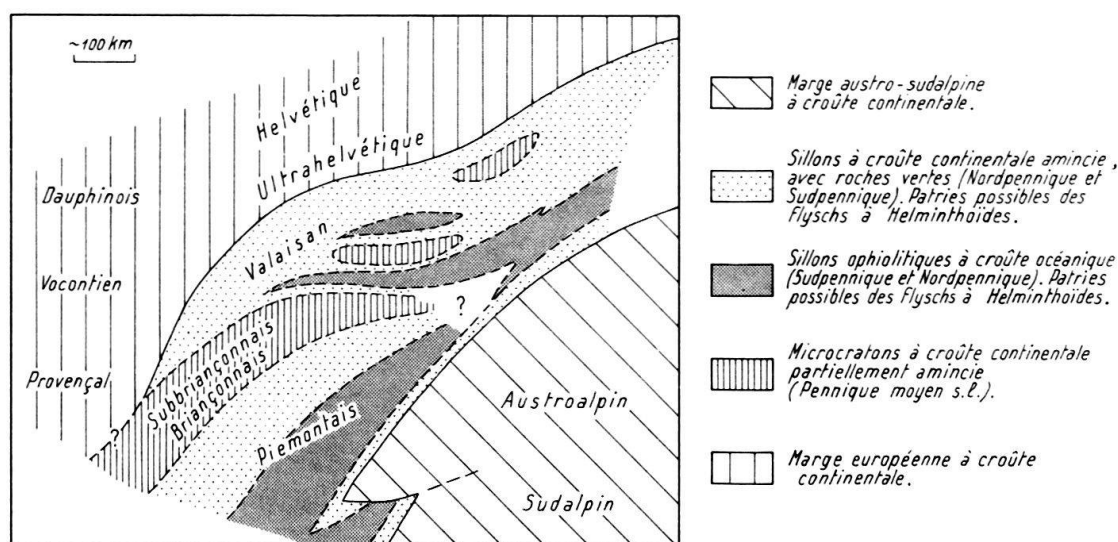 ~100 km
Helvétique
Ultrahelvétique
Dauphinois
Valaisan
Vocontien
?
Subbriançonnais
Briançonnais
Provençal
?
Piemontais
Austroalpin
Sudalpin
Marge austro-sudalpine
à croûte continentale.
Sillons à croûte continentale amincie,
avec roches vertes (Nordpennique et
Sudpennique). Patries possibles des
Flyschs à Helminthoïdes.
Sillons ophiolitiques à croûte océanique
(Sudpennique et Nordpennique). Patries
possibles des Flyschs à Helminthoïdes.
Microcratons à croûte continentale
partiellement amincie
(Pennique moyen s.l.).
Marge européenne à croûte
continentale.